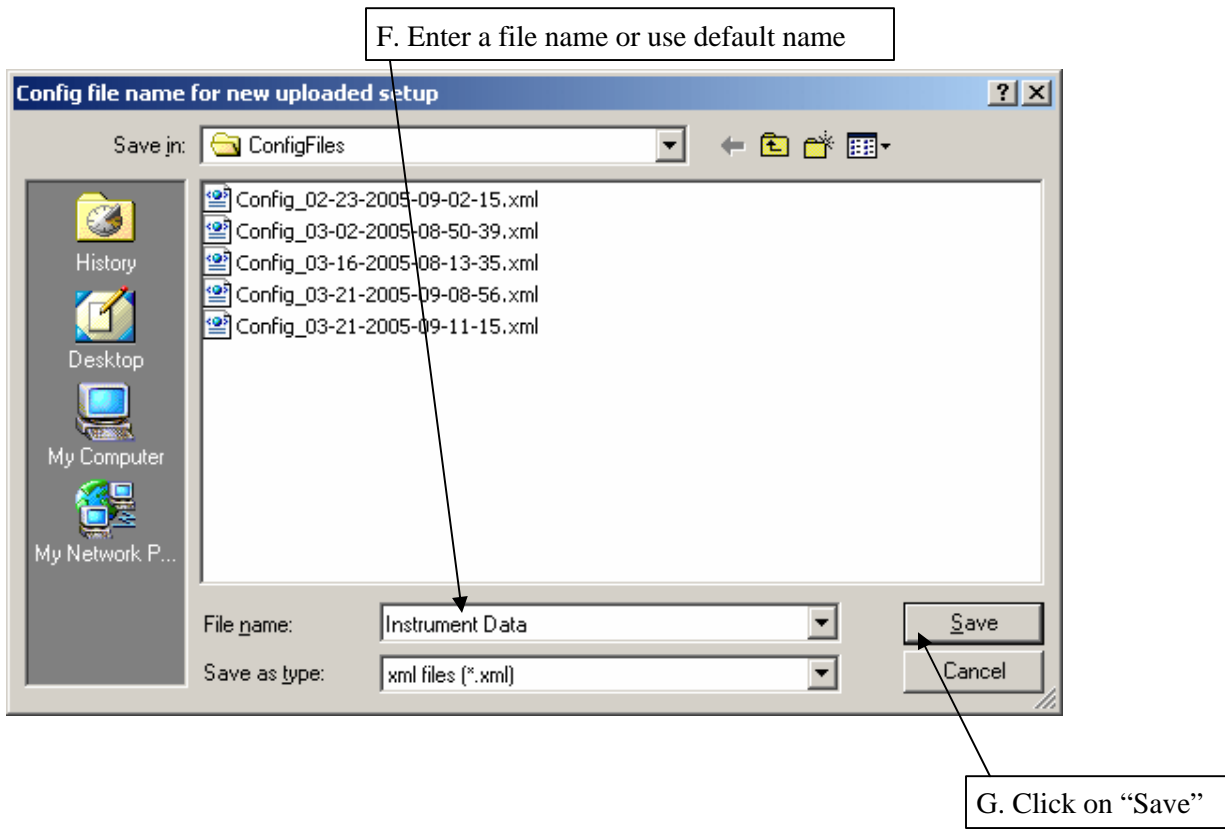 F. Enter a file name or use default name
Config file name for new uploaded setup
Save in:
ConfigFiles
Config_02-23-2005-09-02-15.xml
Config_03-02-2005-08-50-39.xml
Config_03-16-2005-08-13-35.xml
Config_03-21-2005-09-08-56.xml
Config_03-21-2005-09-11-15.xml
History
Desktop
My Computer
My Network P...
File name:
Instrument Data
Save
Save as type:
xml files (*.xml)
Cancel
G. Click on “Save”